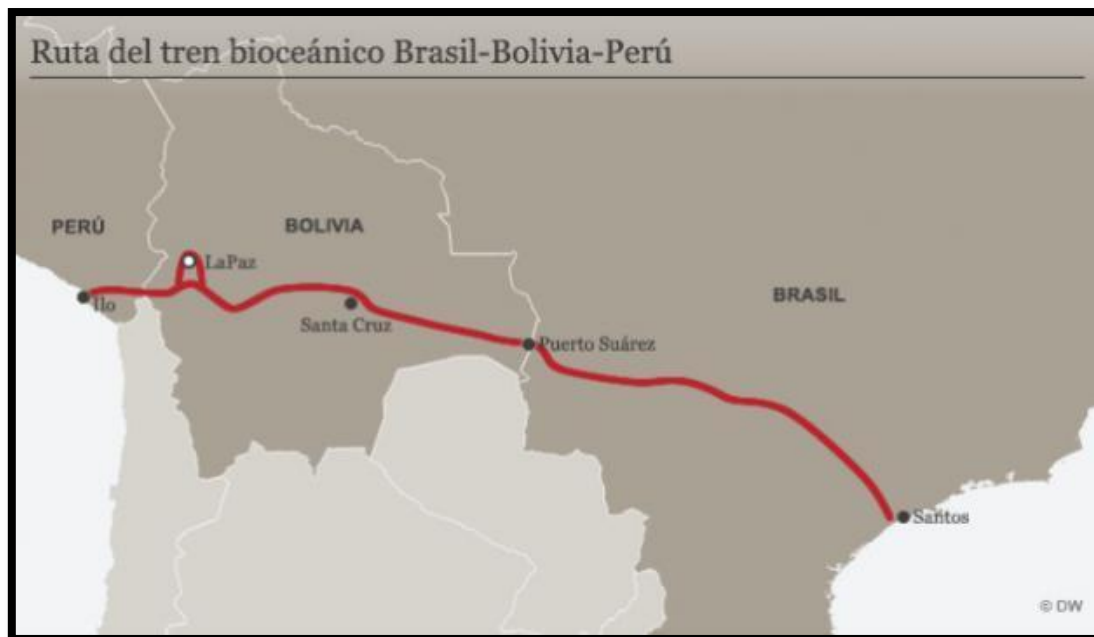 Ruta del tren bioceánico Brasil-Bolivia-Perú
PERÚ
BOLIVIA
LaPaz
Ilo
BRASIL
Santa Cruz
Puerto Suárez
Santos
© DW